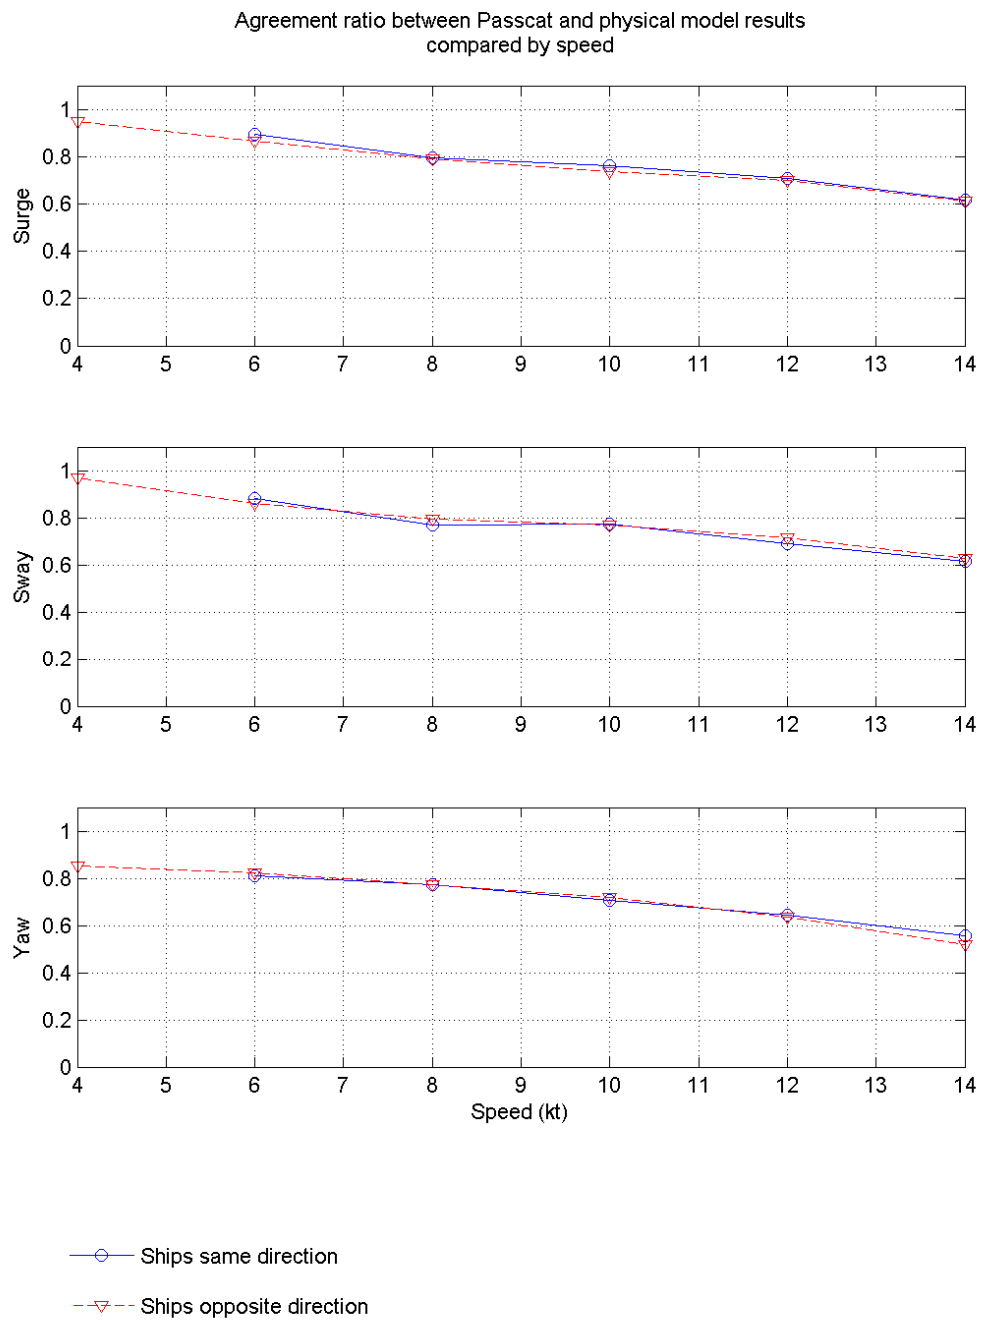 Agreement ratio between Passcat and physical model results
compared by speed
1
0.8
0.6
0.4
0.2
0
Surge
4 5 6 7 8 9 10 11 12 13 14
1
0.8
0.6
0.4
0.2
0
Sway
4 5 6 7 8 9 10 11 12 13 14
1
0.8
0.6
0.4
0.2
0
Yaw
4 5 6 7 8 9 10 11 12 13 14
Speed (kt)
Ships same direction
Ships opposite direction